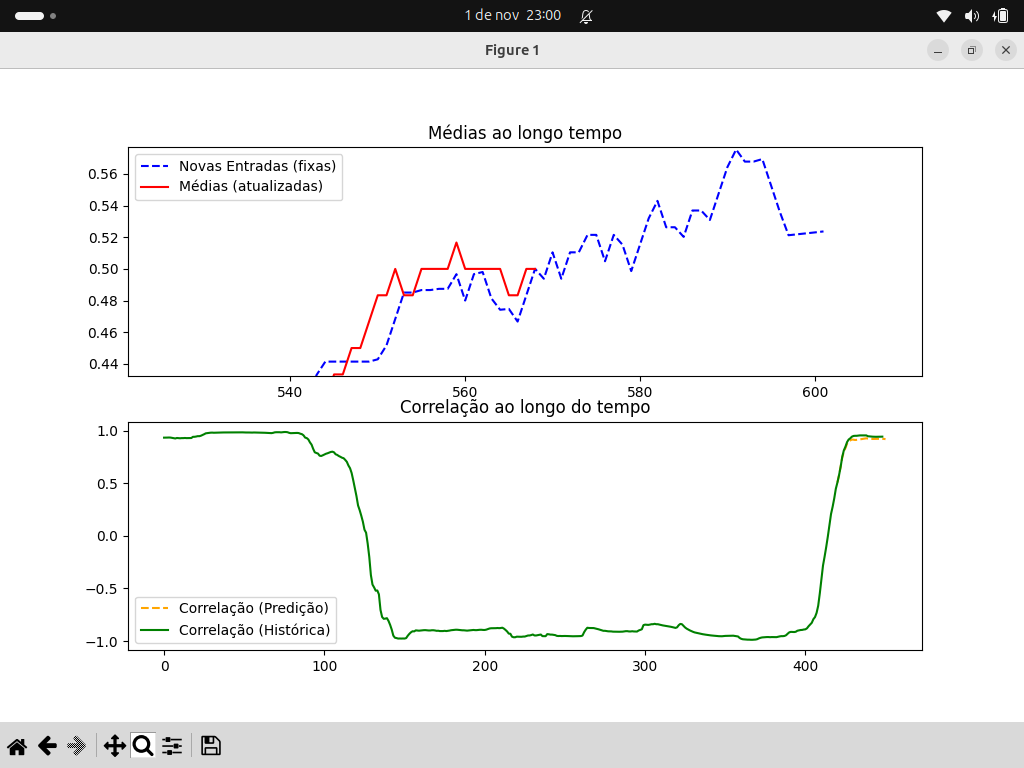 1 de nov 23:00
Figure 1
Médias ao longo tempo
Novas Entradas (fixas)
Médias (atualizadas)
0.56
0.54
0.52
0.50
0.48
0.46
0.44
540 560 580 600
Correlação ao longo do tempo
1.0
0.5
0.0
−0.5
−1.0
Correlação (Predição)
Correlação (Histórica)
0 100 200 300 400